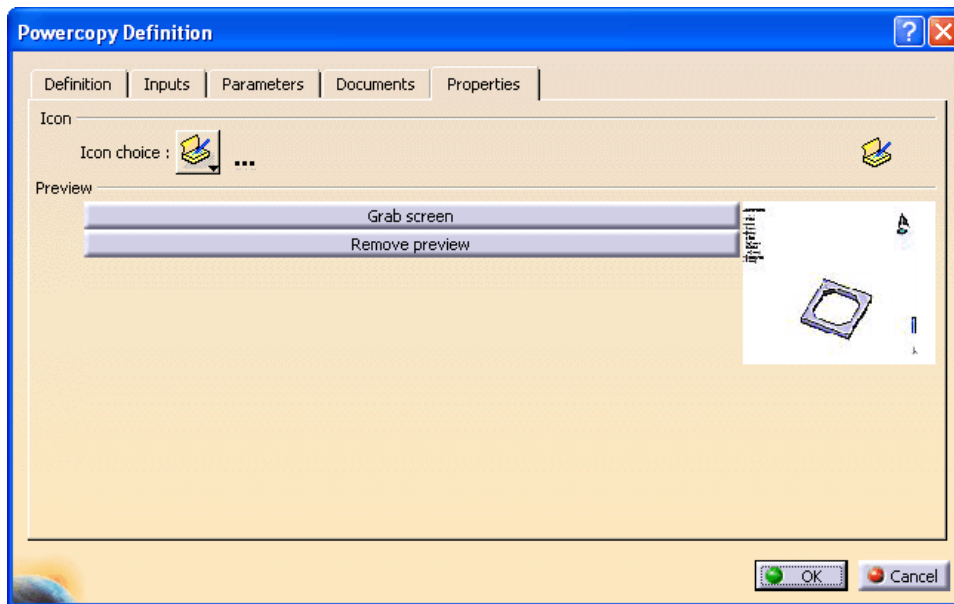 Powercopy Definition
Definition Inputs Parameters Documents Properties
Icon
Icon choice : ...
Preview
Grab screen
Remove preview
OK Cancel